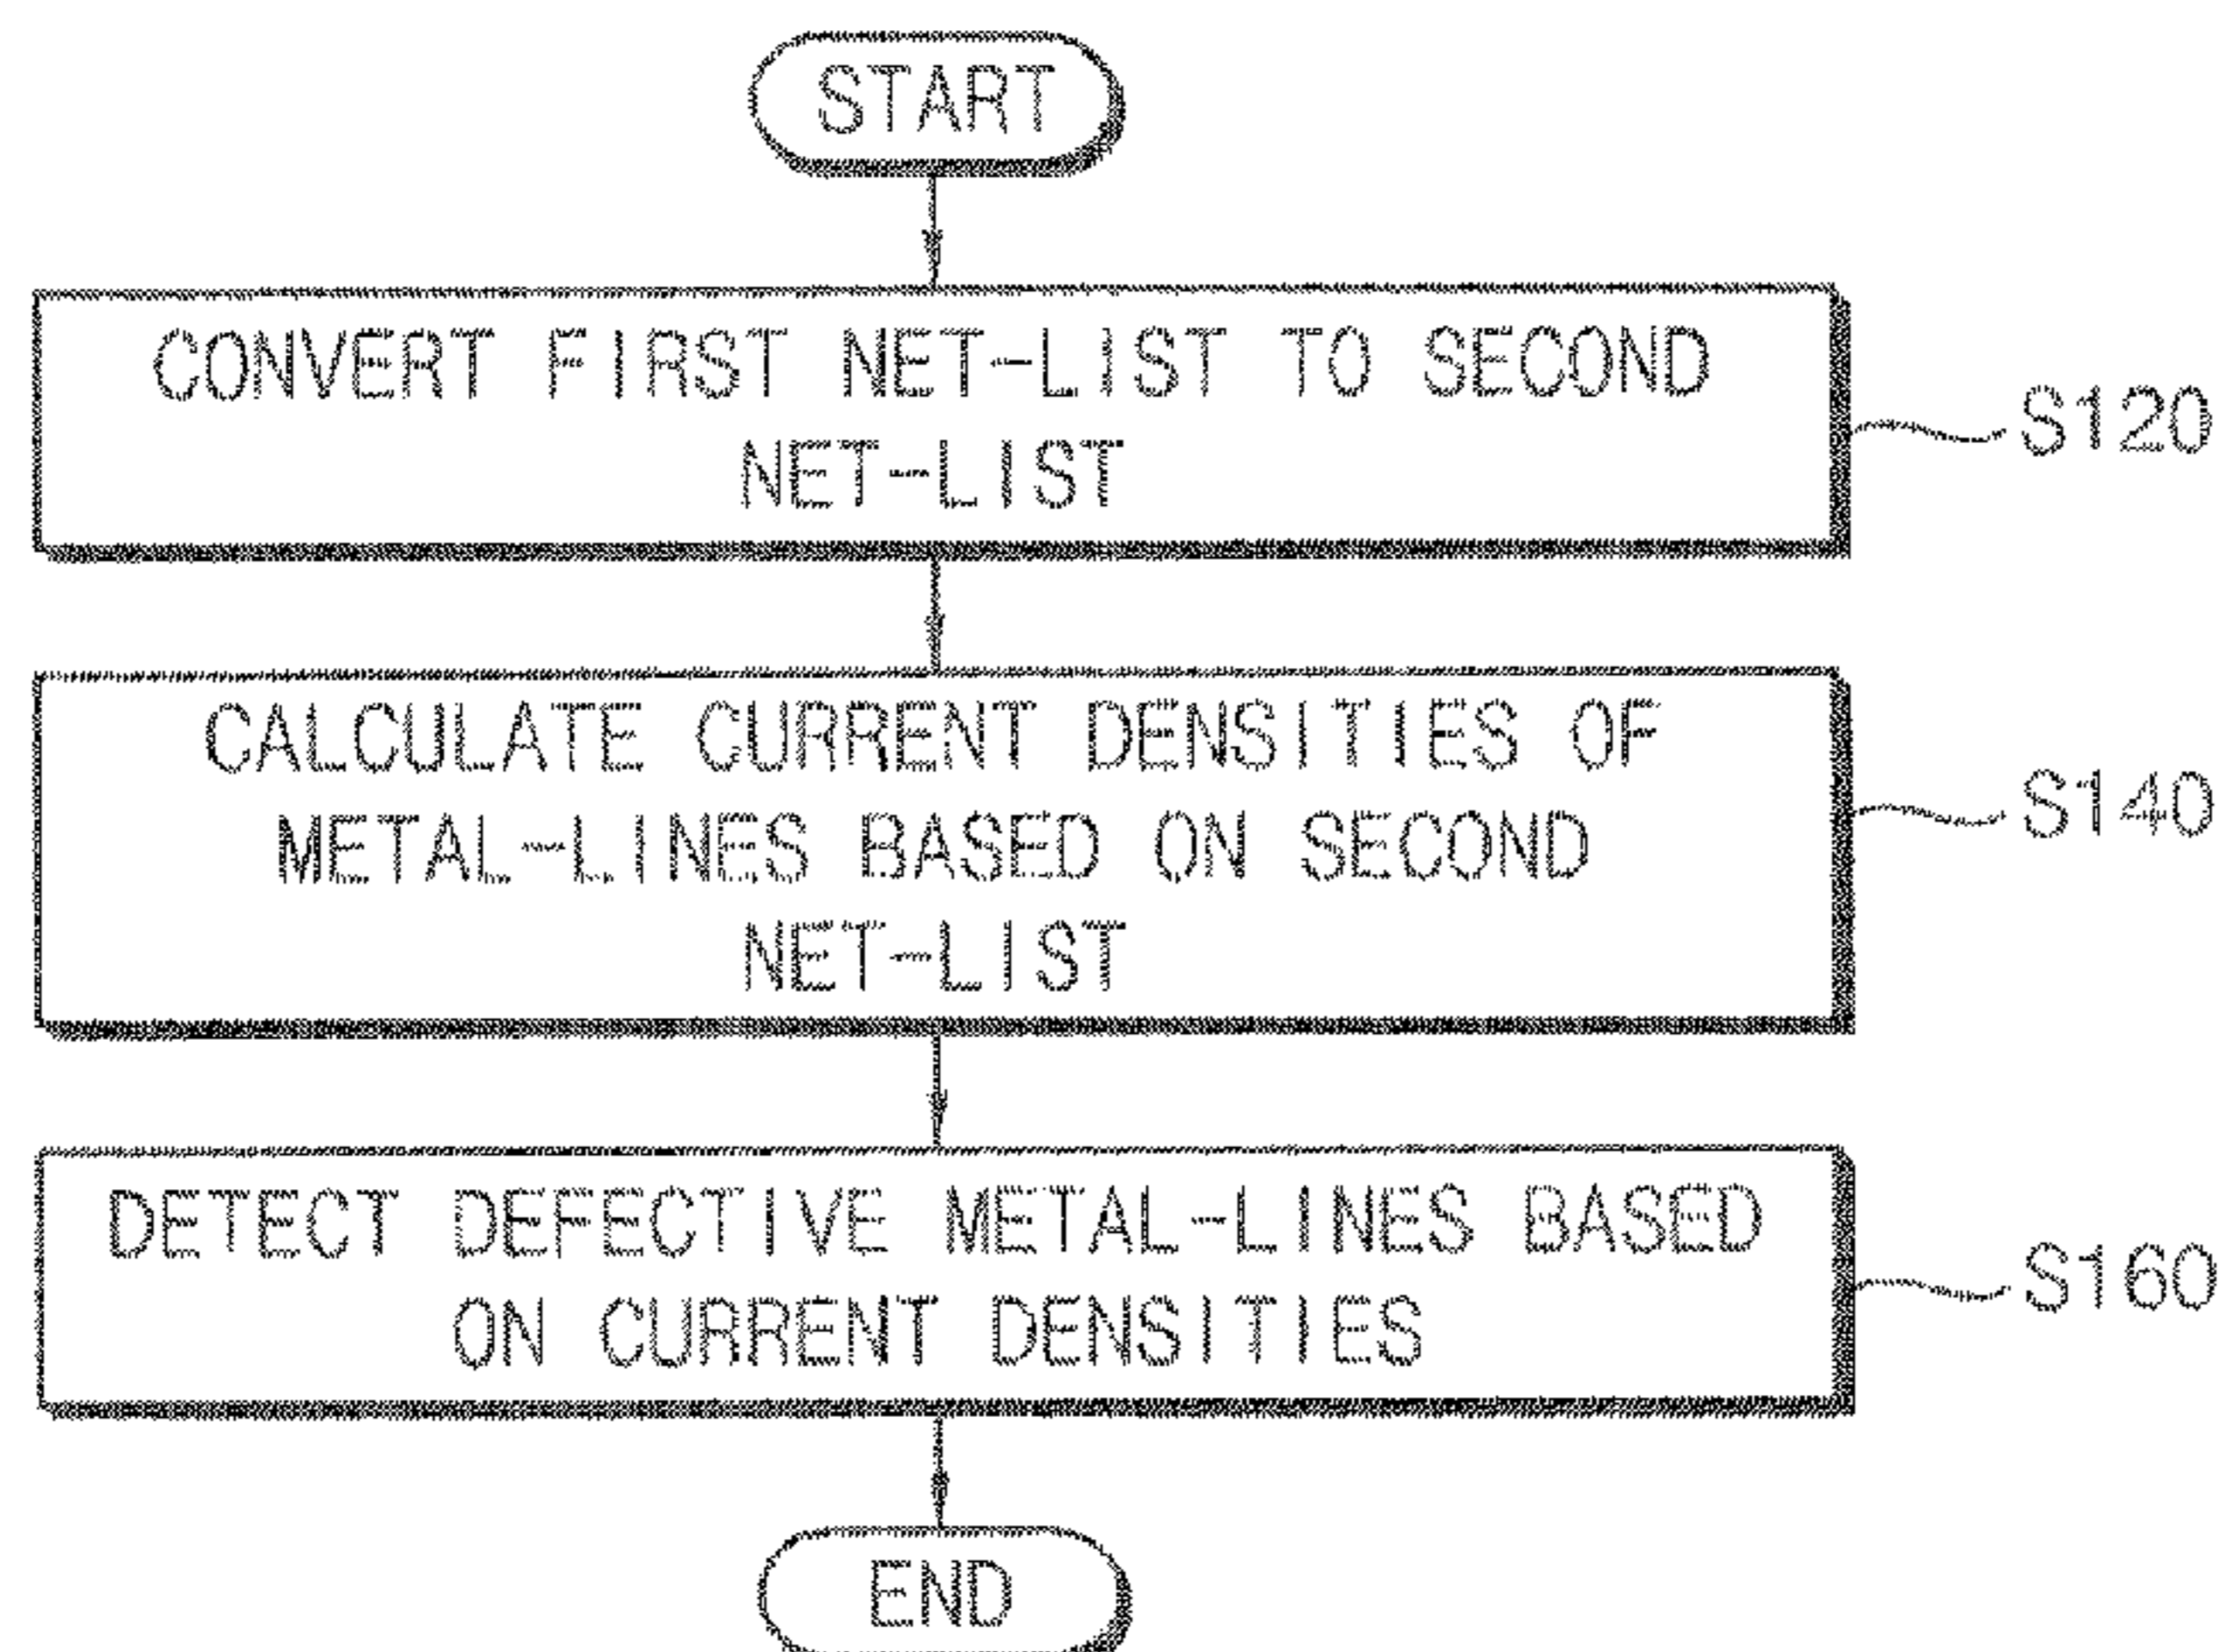 START
CONVERT FIRST NET-LIST TO SECOND
NET-LIST
S120
CALCULATE CURRENT DENSITIES OF
METAL-LINES BASED ON SECOND
NET-LIST
S140
DETECT DEFECTIVE METAL-LINES BASED
ON CURRENT DENSITIES
S160
END